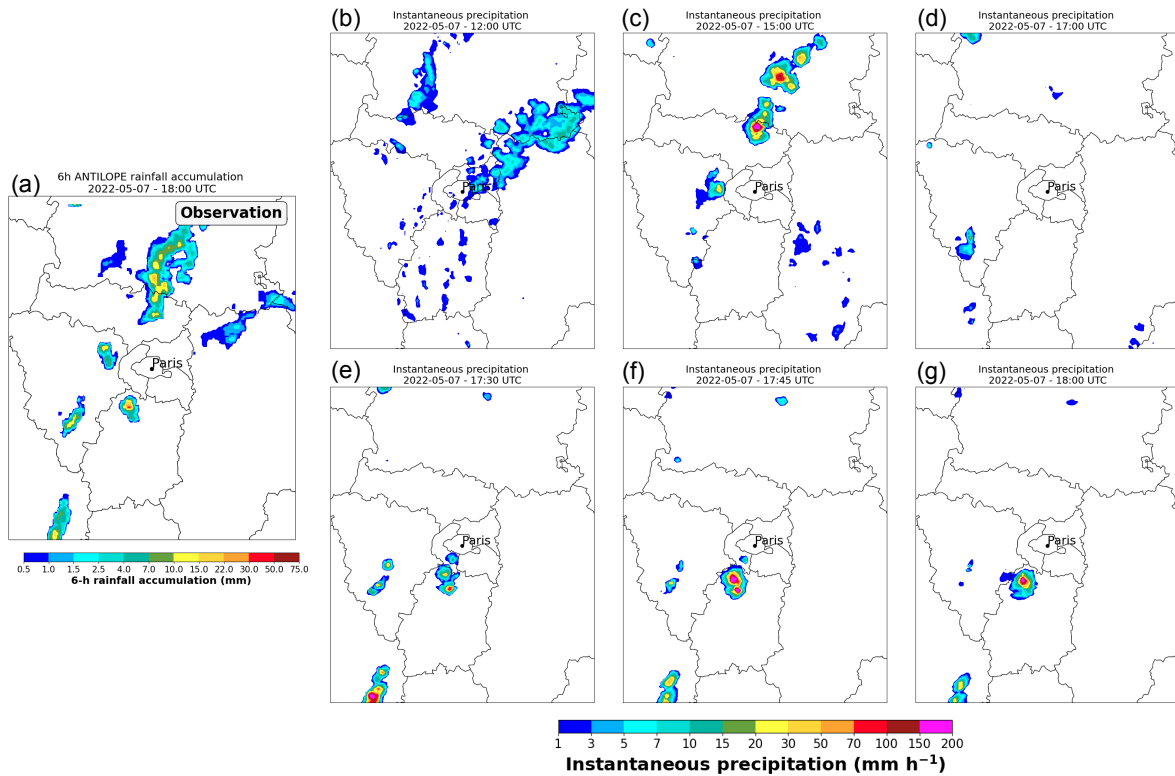 (a)
6h ANTILOPE rainfall accumulation
2022-05-07 - 18:00 UTC
Observation
Paris
0.5 1.0 1.5 2.5 4.0 7.0 10.0 15.0 22.0 30.0 50.0 75.0
6-h rainfall accumulation (mm)
(b)
Instantaneous precipitation
2022-05-07 - 12:00 UTC
Paris
(c)
Instantaneous precipitation
2022-05-07 - 15:00 UTC
Paris
(d)
Instantaneous precipitation
2022-05-07 - 17:00 UTC
Paris
(e)
Instantaneous precipitation
2022-05-07 - 17:30 UTC
Paris
(f)
Instantaneous precipitation
2022-05-07 - 17:45 UTC
Paris
(g)
Instantaneous precipitation
2022-05-07 - 18:00 UTC
Paris
1 3 5 7 10 15 20 30 50 70 100 150 200
Instantaneous precipitation (mm h⁻¹)